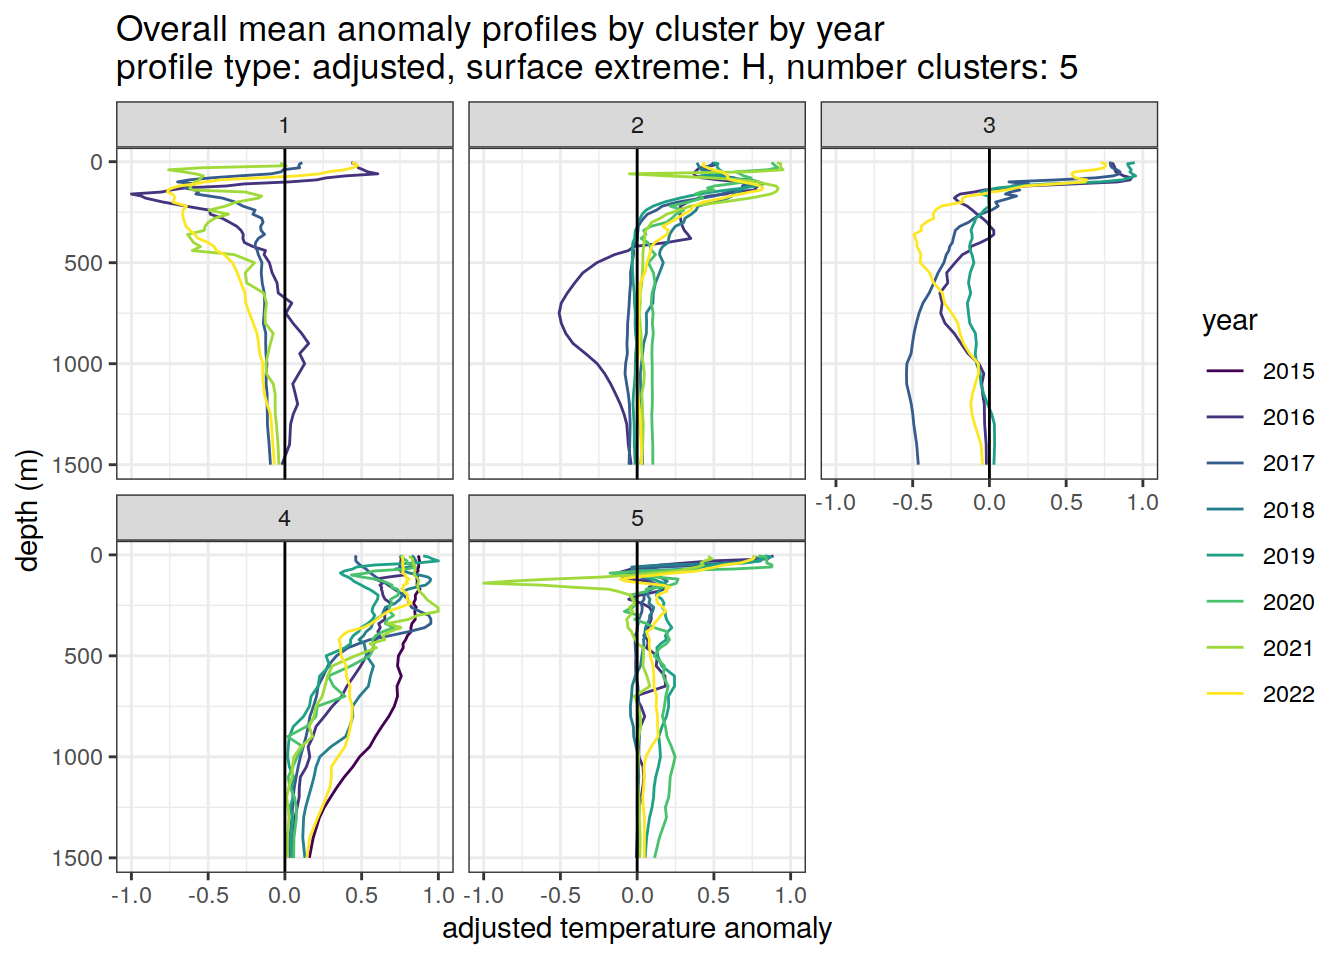 Overall mean anomaly profiles by cluster by year
profile type: adjusted, surface extreme: H, number clusters: 5
1
2
3
0
500
1000
1500
-1.0 -0.5 0.0 0.5 1.0
4
5
0
500
1000
1500
-1.0 -0.5 0.0 0.5 1.0
-1.0 -0.5 0.0 0.5 1.0
depth (m)
adjusted temperature anomaly
year
2015
2016
2017
2018
2019
2020
2021
2022